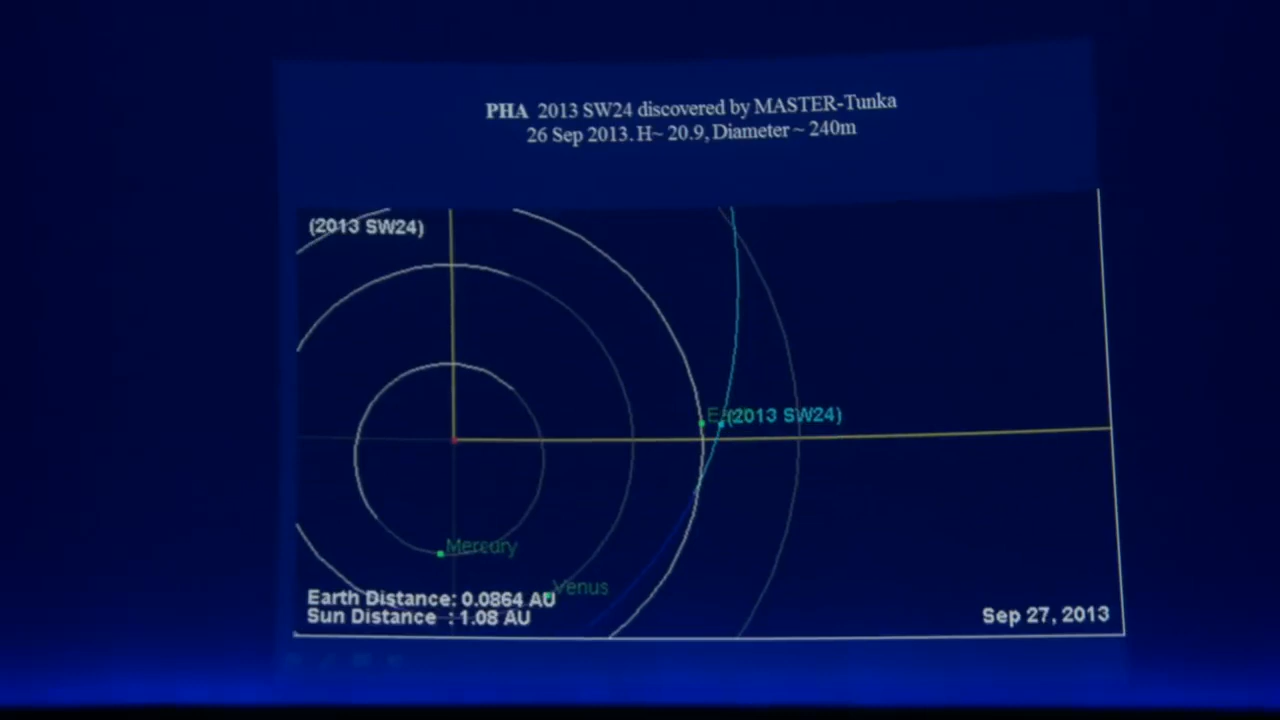 PHA 2013 SW24 discovered by MASTER-Tunka
26 Sep 2013. H~ 20.9, Diameter ~ 240m
(2013 SW24)
(2013 SW24)
Mercury
Venus
Earth Distance: 0.0864 AU
Sun Distance : 1.08 AU
Sep 27, 2013